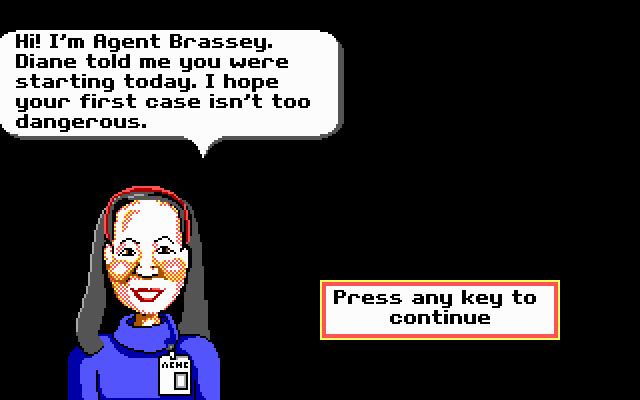 Hi! I'm Agent Brassey.
Diane told me you were
starting today. I hope
your first case isn't too
dangerous.
ACME
Press any key to
continue